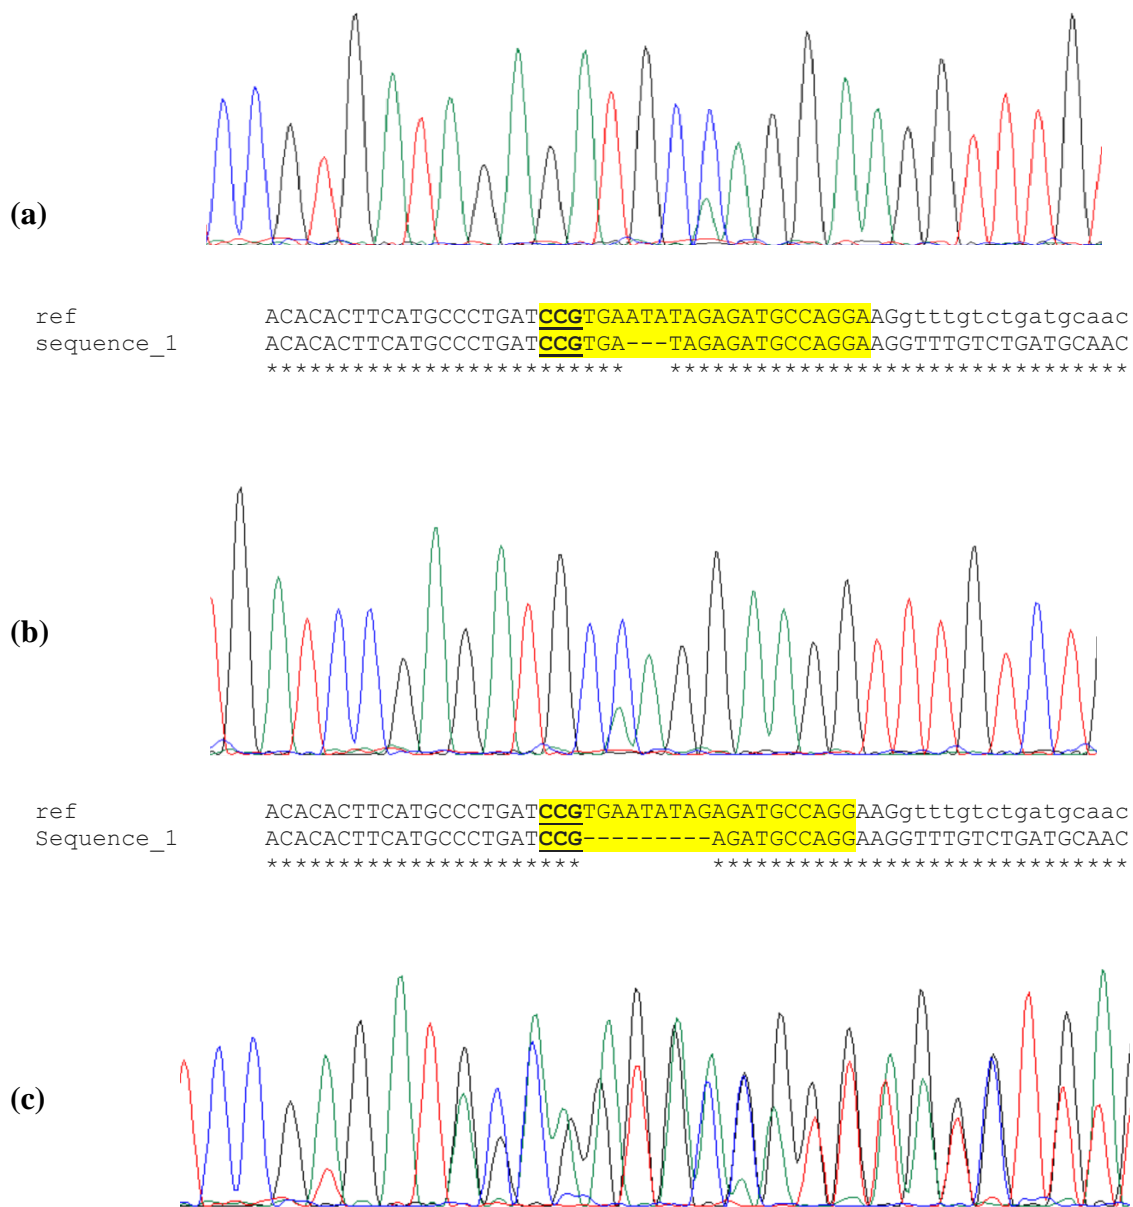 (a)
ref ACACACTTCATGCCCTGATCCGTGAATATAGAGATGCCAGGAAGgtttgtctgatgcaac
sequence_1 ACACACTTCATGCCCTGATCCGTGA---TAGAGATGCCAGGAAGGTTTGTCTGATGCAAC
************************* ********************************
(b)
ref ACACACTTCATGCCCTGATCCGTGAATATAGAGATGCCAGGAAGgtttgtctgatgcaac
Sequence_1 ACACACTTCATGCCCTGATCCG---------AGATGCCAGGAAGGTTTGTCTGATGCAAC
********************** *****************************
(c)